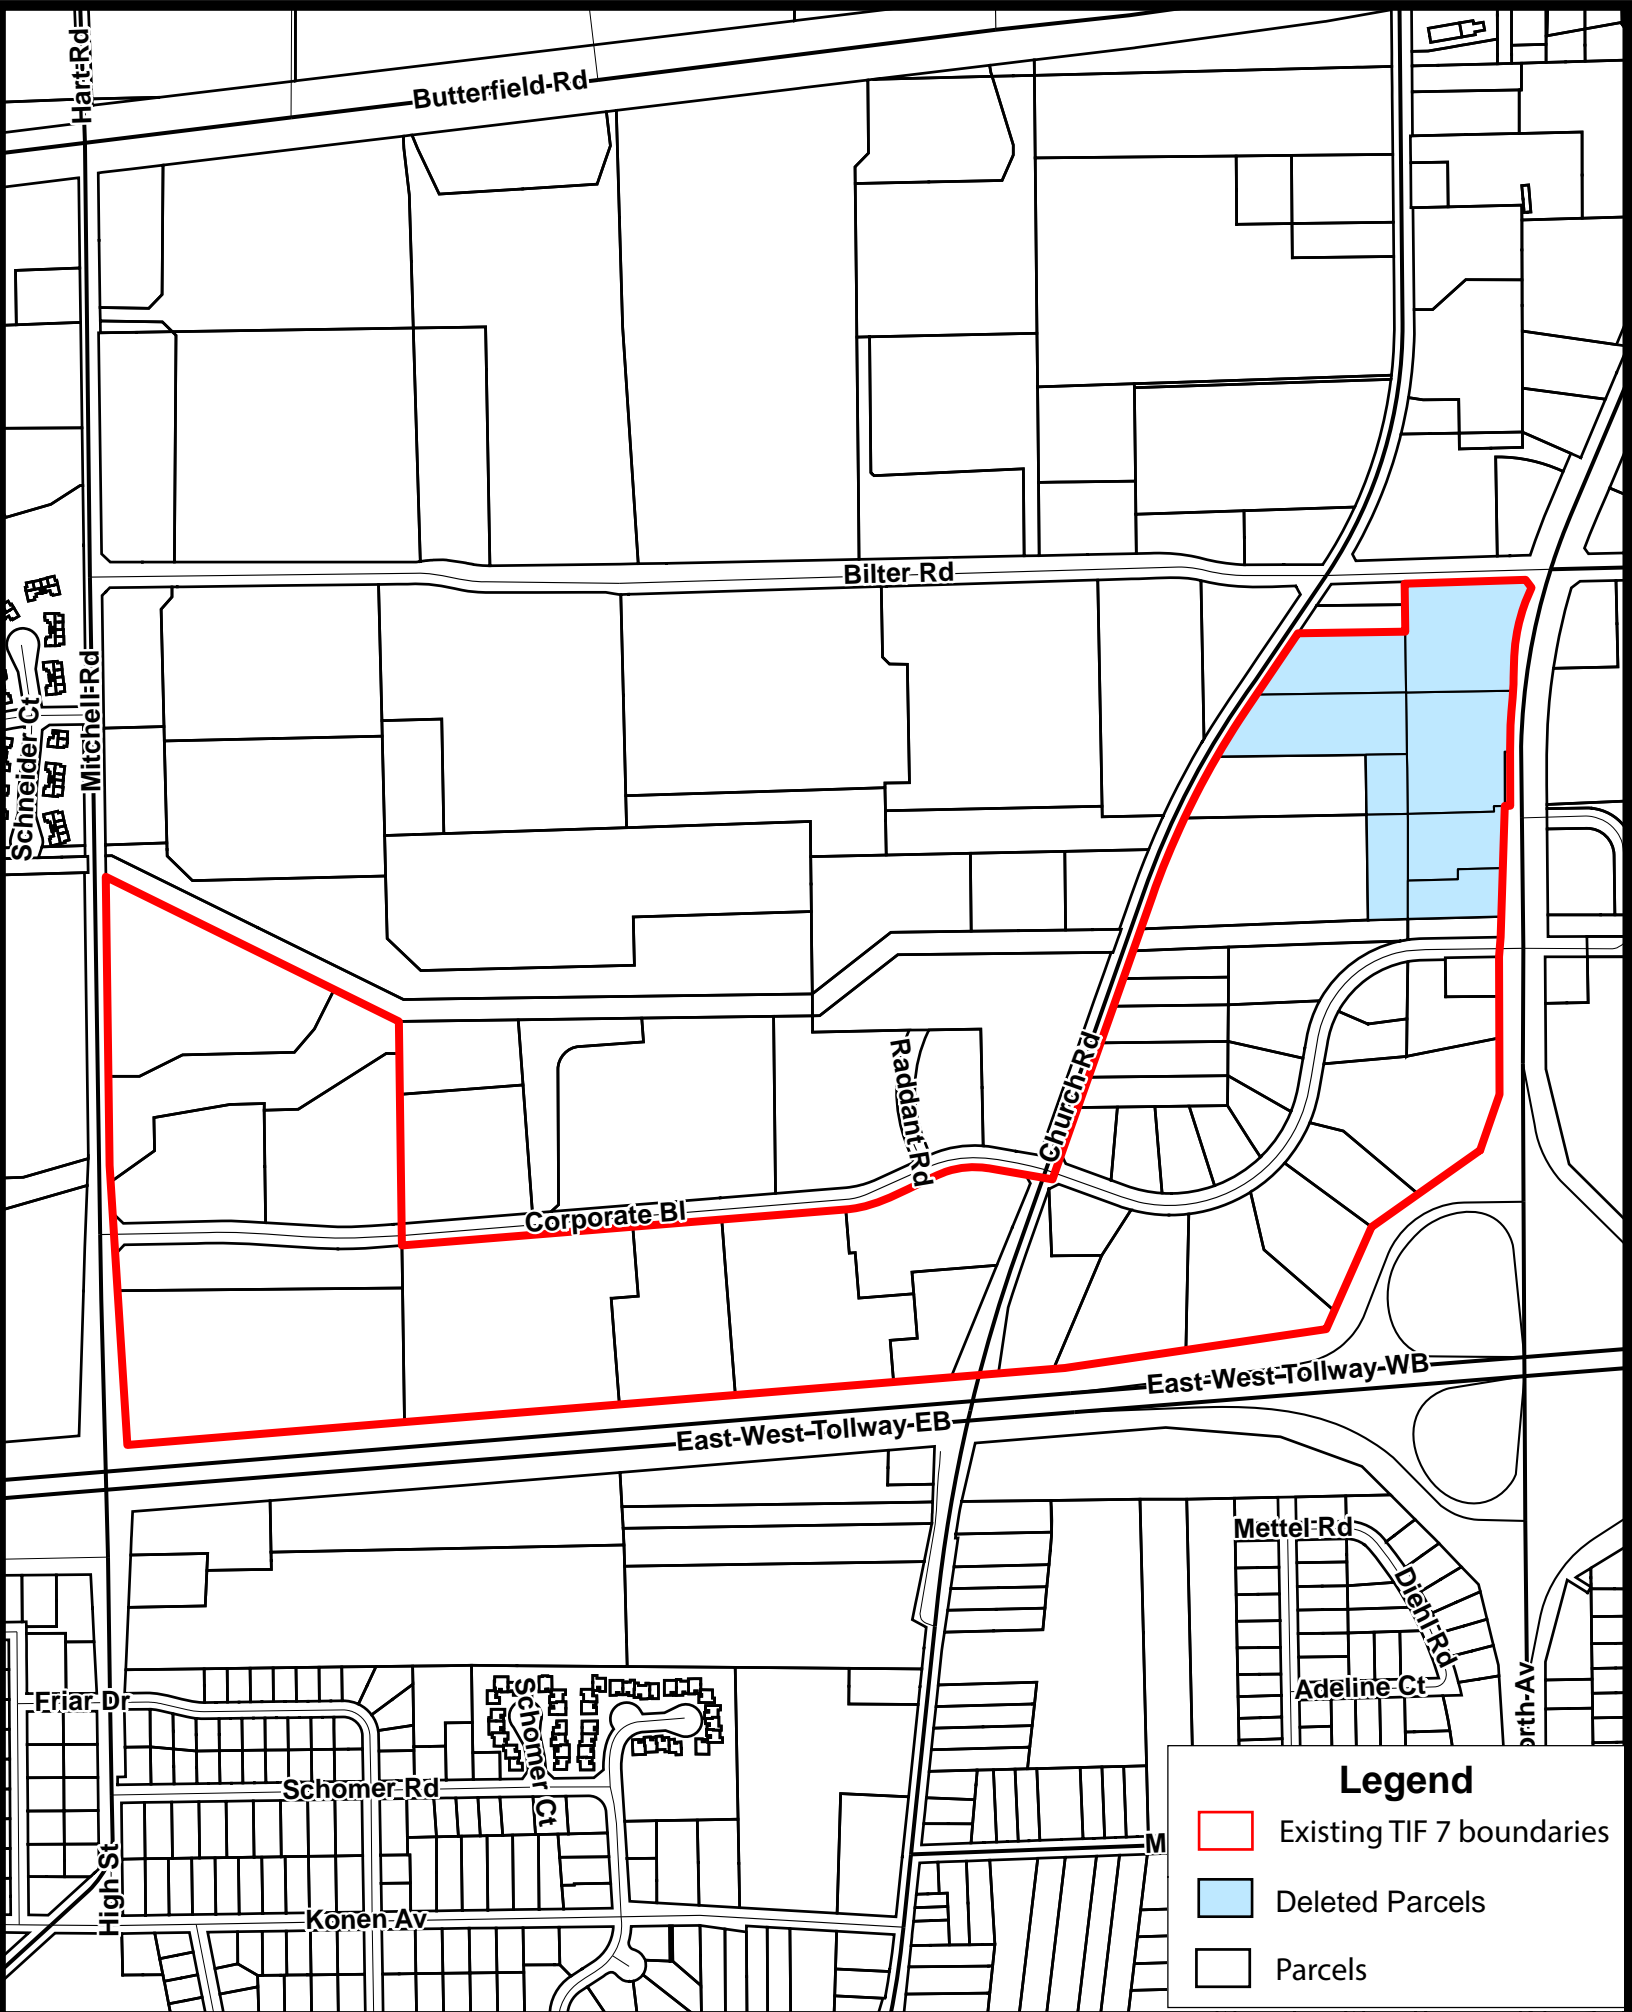 Hart Rd
Butterfield Rd
Bilter Rd
Mitchell Rd
Schneider Ct
Raddant Rd
Church Rd
Corporate Bl
East-West Tollway WB
East-West Tollway EB
Mettel Rd
Diehl Rd
Adeline Ct
orth Av
Friar Dr
Schomer Ct
Schomer Rd
High St
Konen Av
M
Legend
Existing TIF 7 boundaries
Deleted Parcels
Parcels